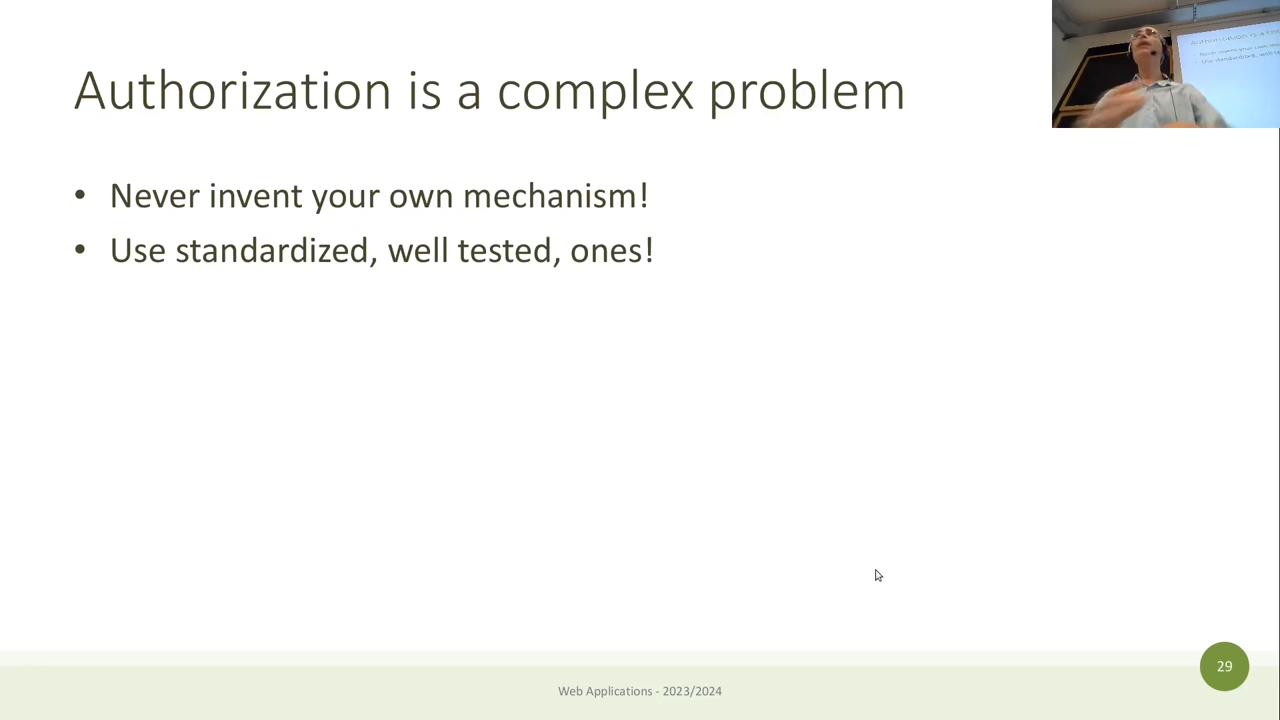 Authorization is a complex problem
• Never invent your own mechanism!
• Use standardized, well tested, ones!
29
Web Applications - 2023/2024